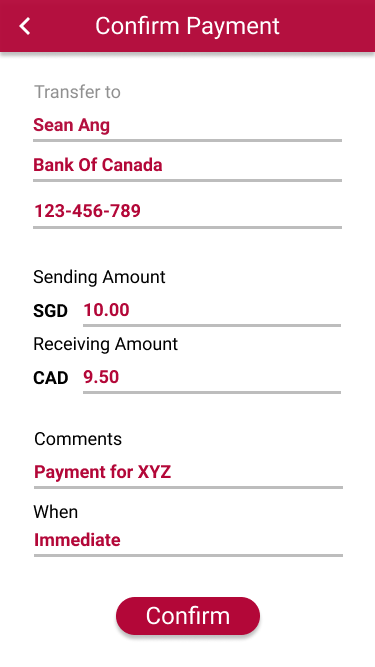 Confirm Payment
Transfer to
Sean Ang
Bank Of Canada
123-456-789
Sending Amount
SGD 10.00
Receiving Amount
CAD 9.50
Comments
Payment for XYZ
When
Immediate
Confirm